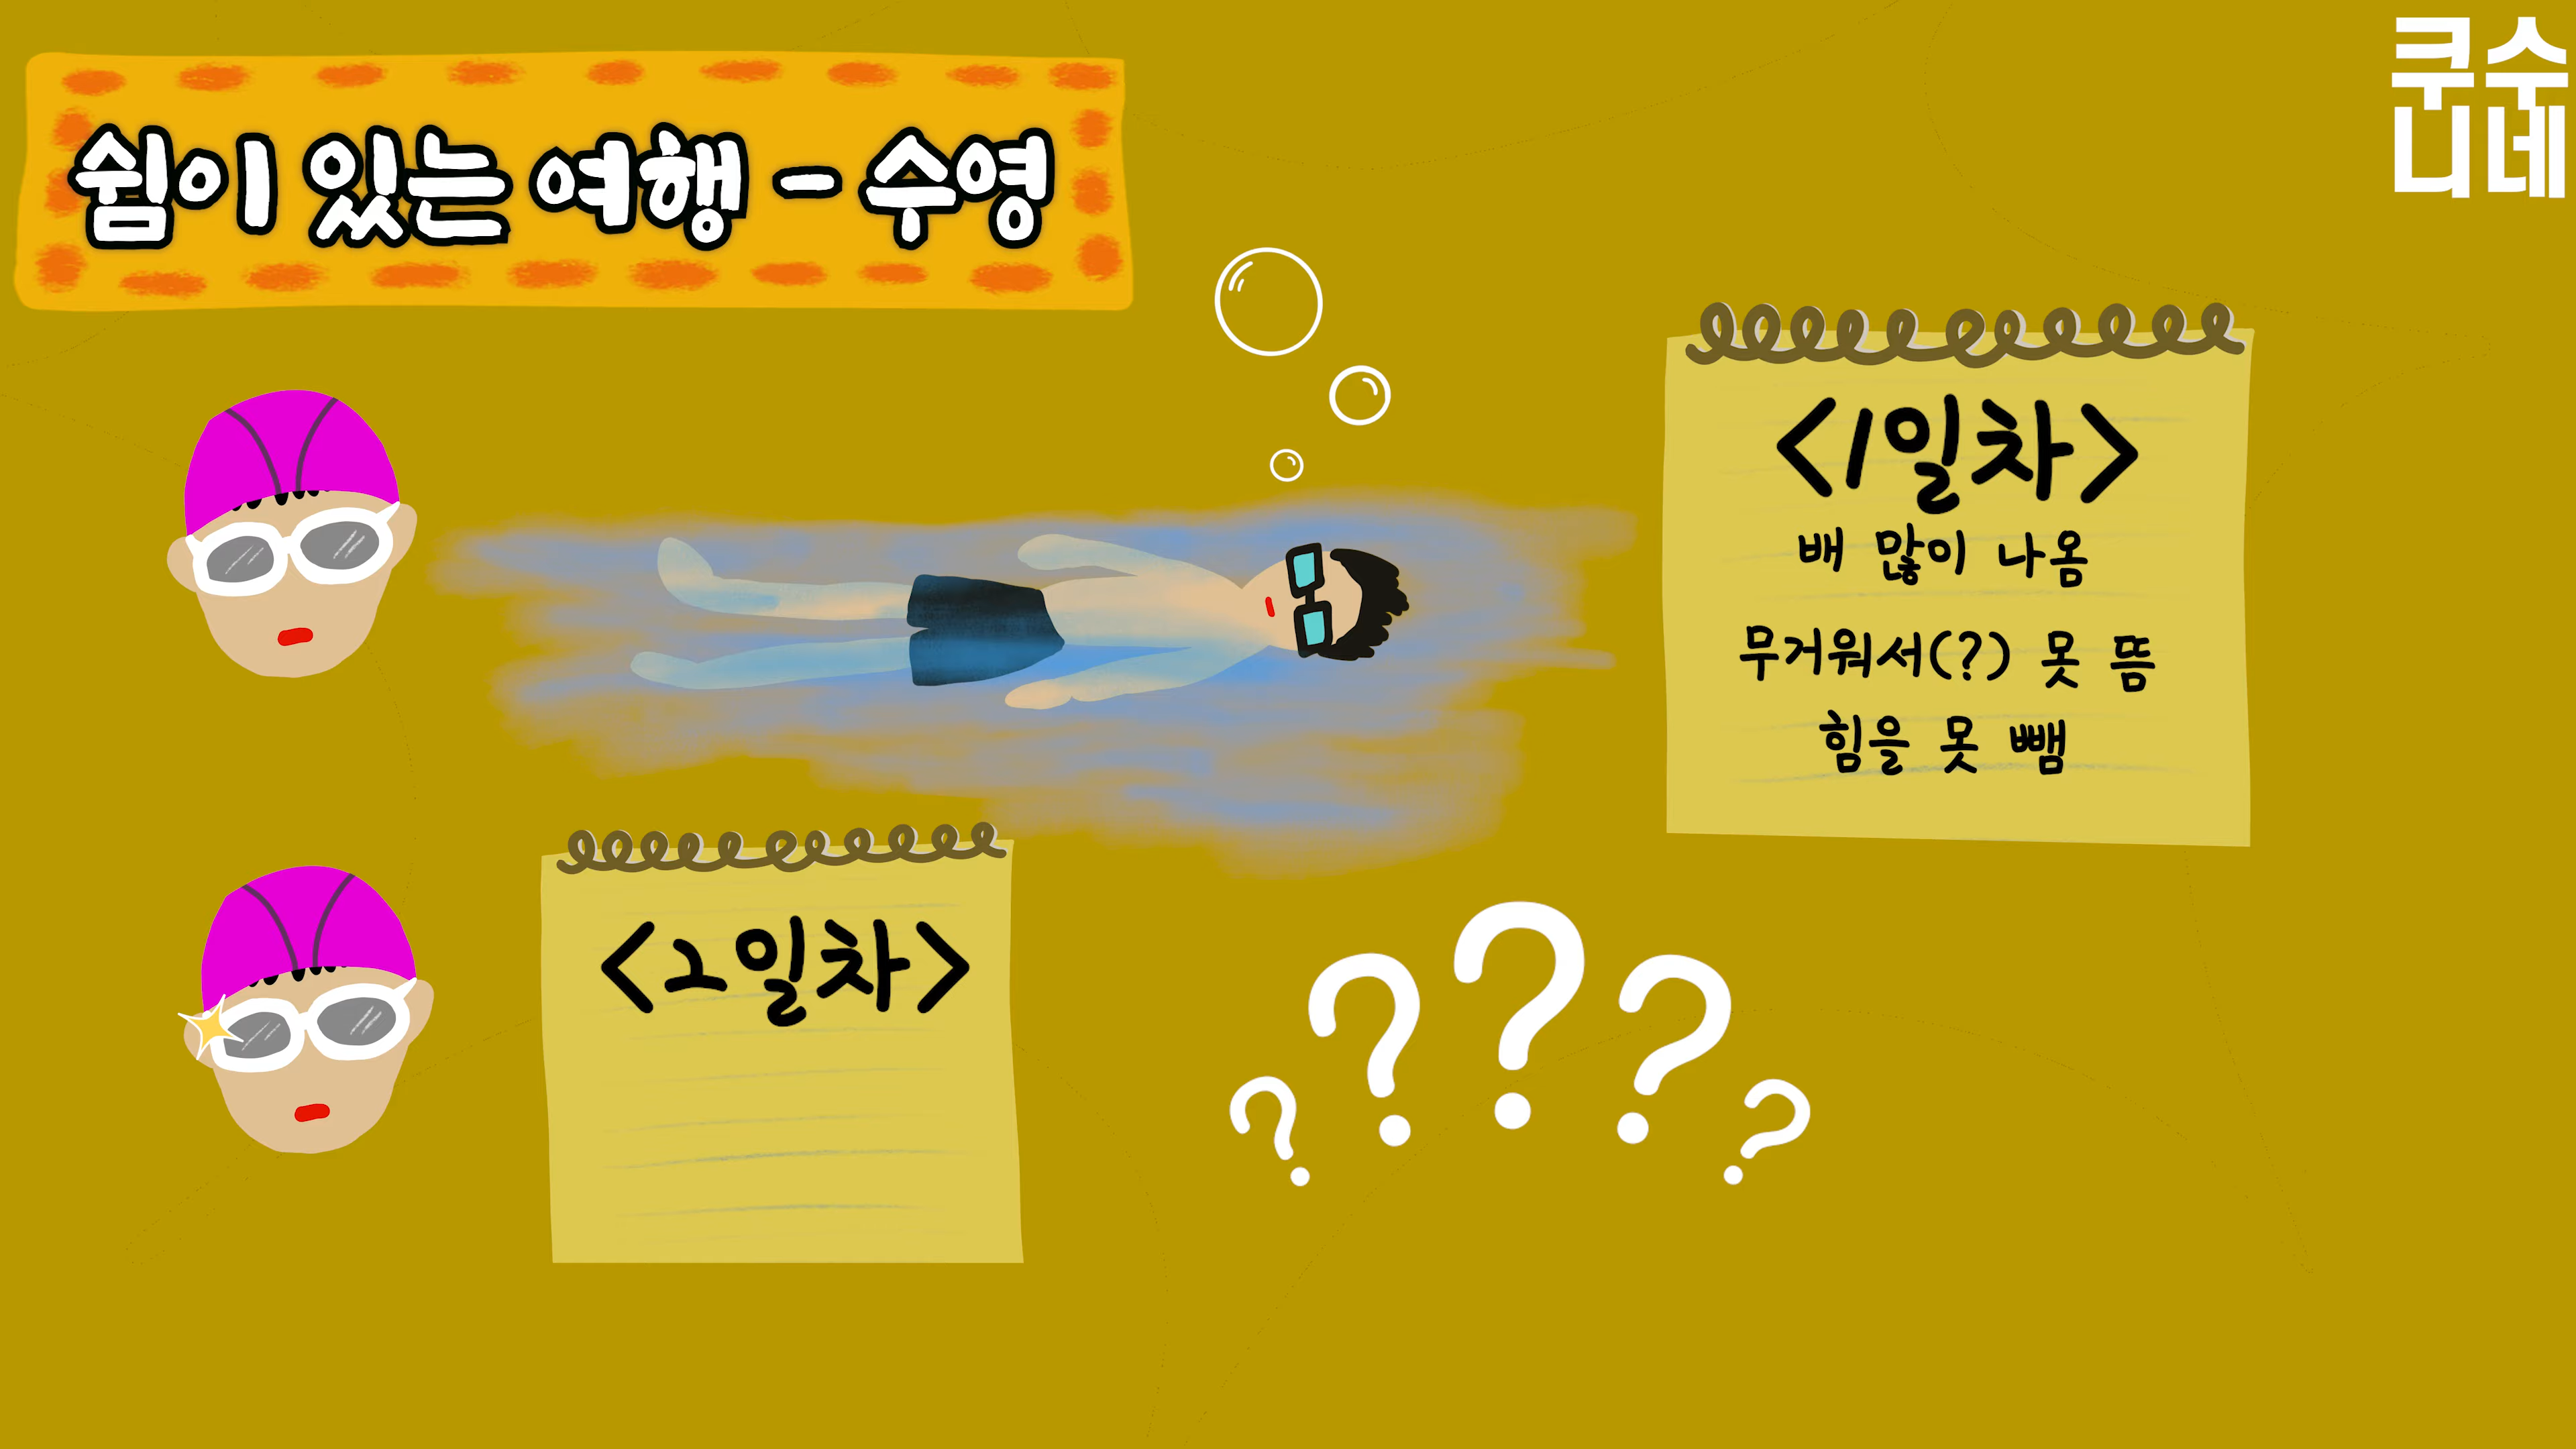 쉼이 있는 여행 - 수영
쿠수
니네
<1일차>
배 많이 나옴
무거워서(?) 못 뜸
힘을 못 뺌
<2일차>
?????